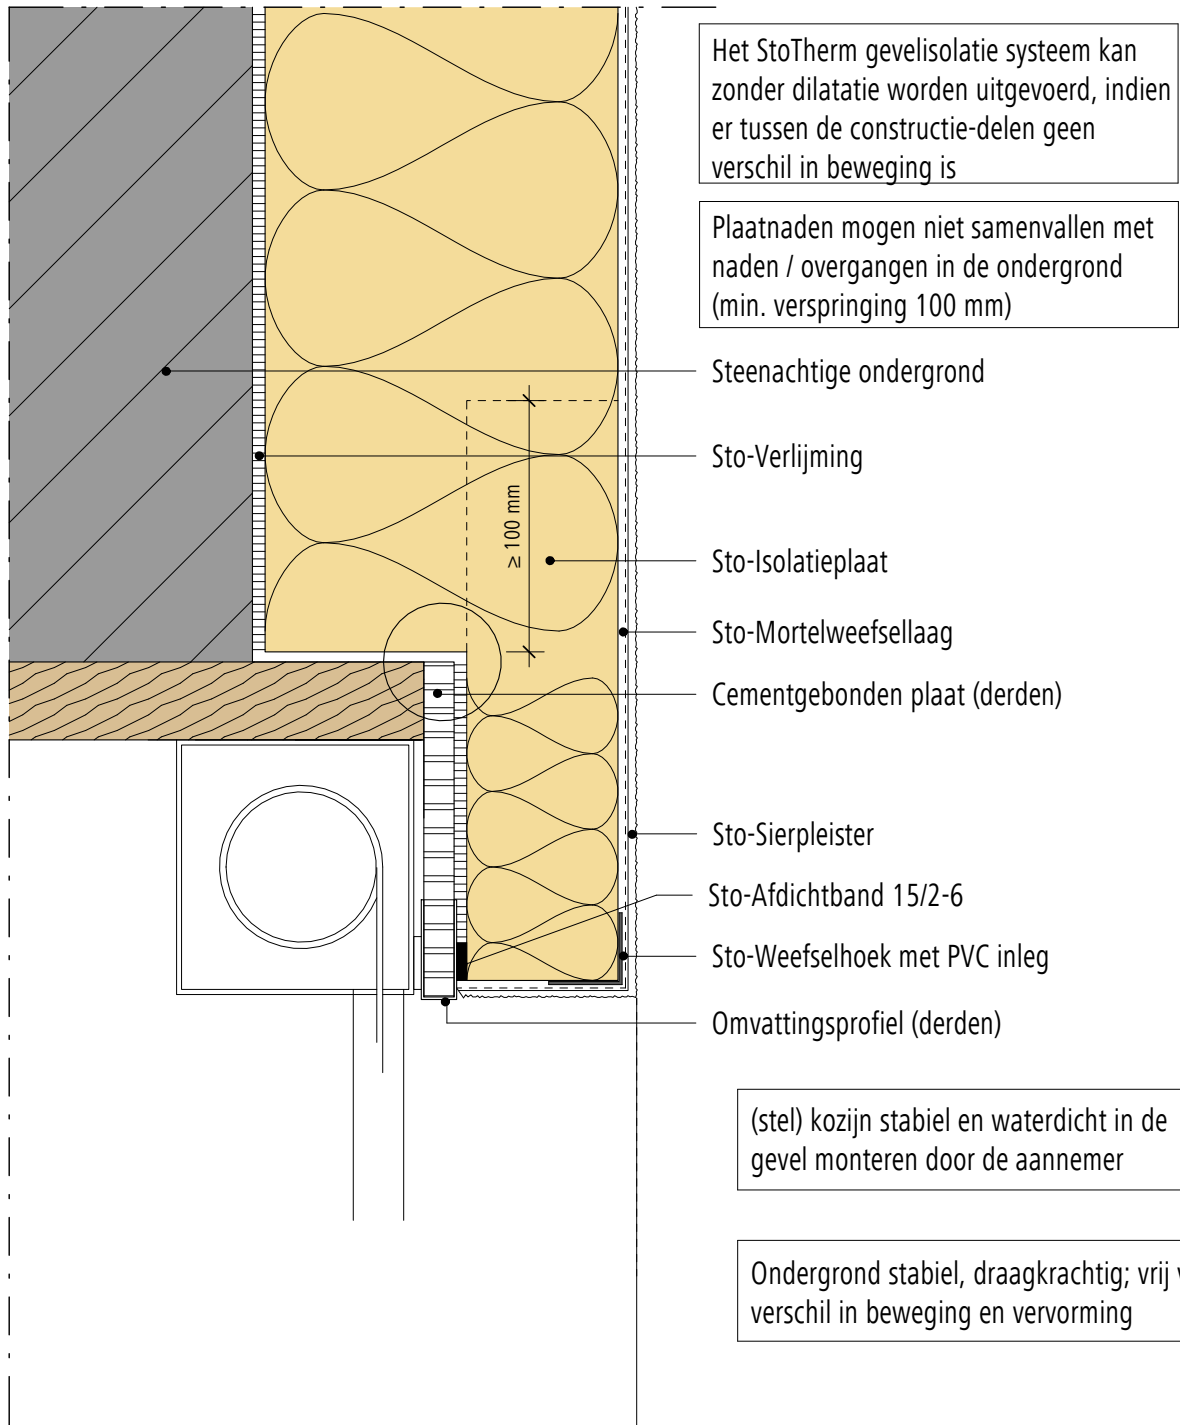 Het StoTherm gevelisolatie systeem kan
zonder dilatatie worden uitgevoerd, indien
er tussen de constructie-delen geen
verschil in beweging is
Plaatnaden mogen niet samenvallen met
naden / overgangen in de ondergrond
(min. verspringing 100 mm)
Steenachtige ondergrond
Sto-Verlijming
≥ 100 mm
Sto-Isolatieplaat
Sto-Mortelweefsellaag
Cementgebonden plaat (derden)
Sto-Sierpleister
Sto-Afdichtband 15/2-6
Sto-Weefselhoek met PVC inleg
Omvattingsprofiel (derden)
(stel) kozijn stabiel en waterdicht in de
gevel monteren door de aannemer
Ondergrond stabiel, draagkrachtig; vrij
verschil in beweging en vervorming